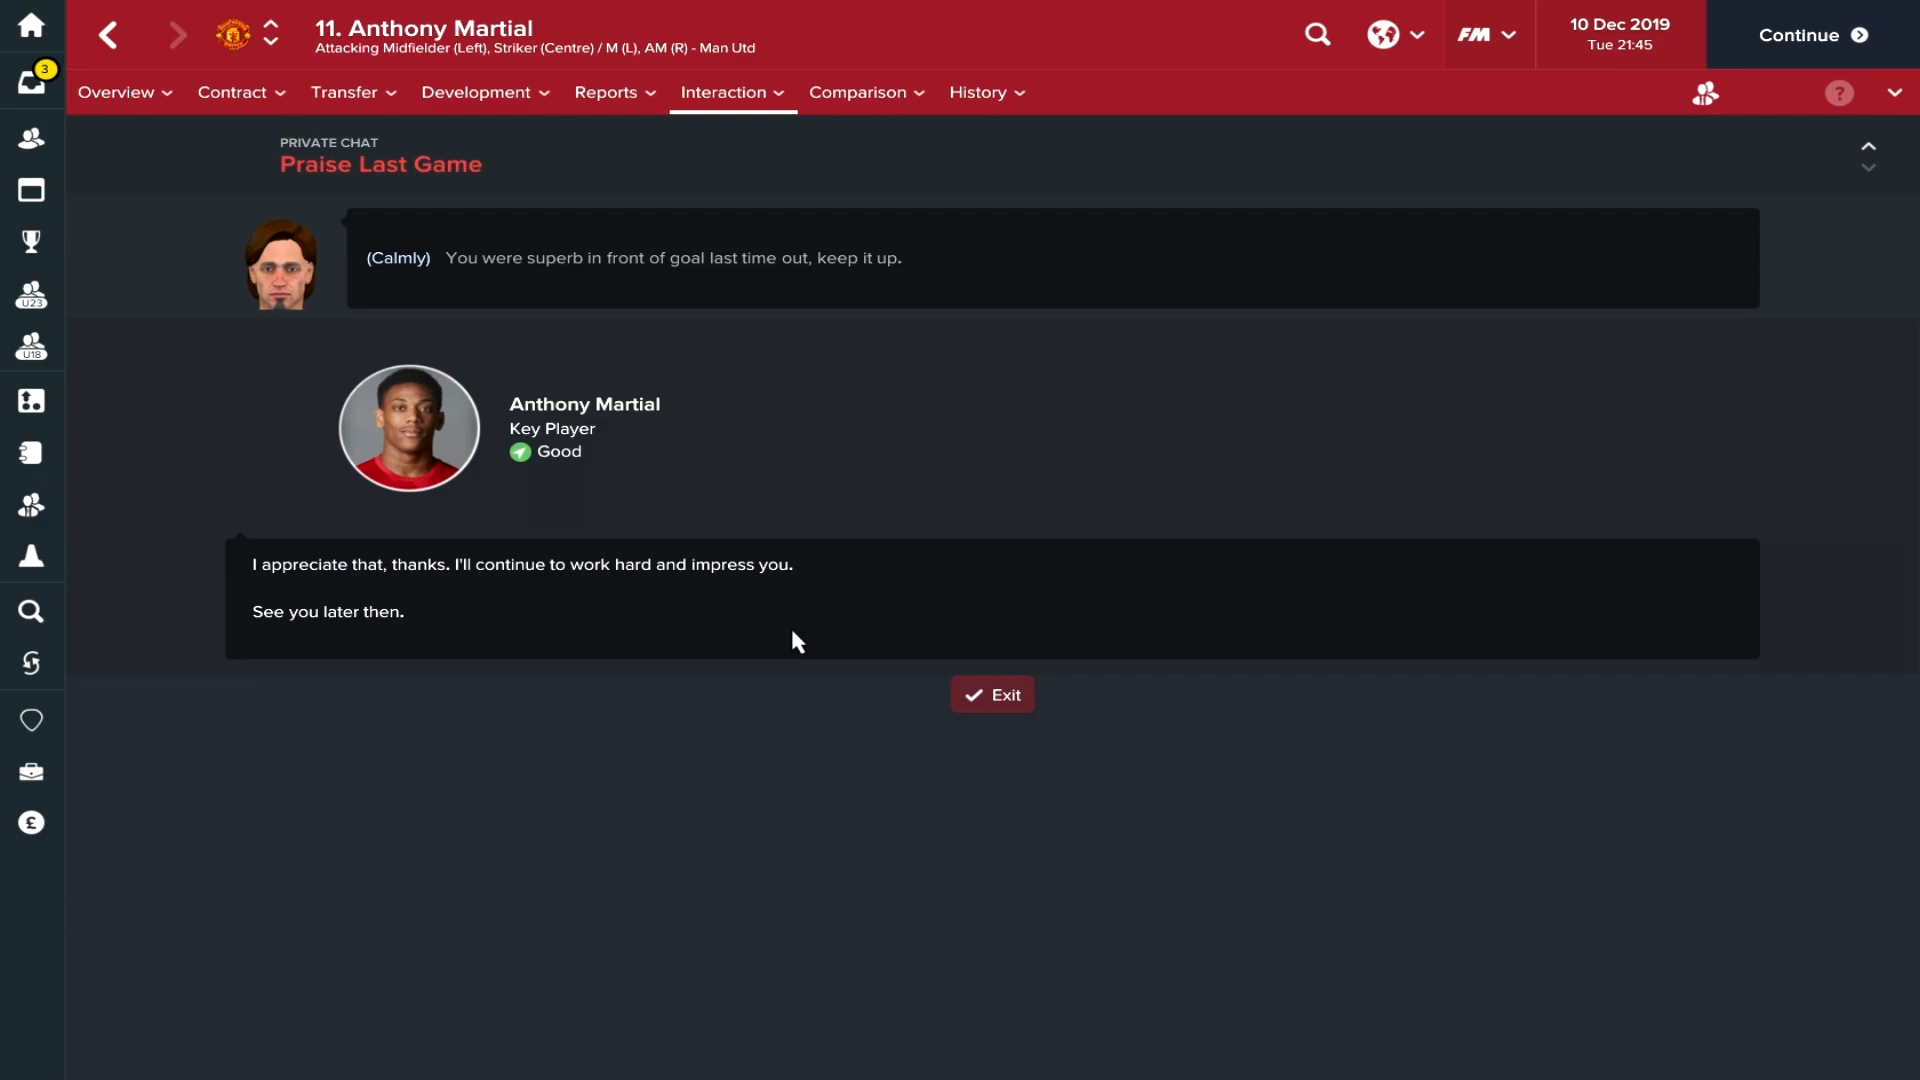 11. Anthony Martial
Attacking Midfielder (Left), Striker (Centre) / M (L), AM (R) - Man Utd
FM
10 Dec 2019
Tue 21:45
Continue
3
Overview
Contract
Transfer
Development
Reports
Interaction
Comparison
History
?
PRIVATE CHAT
Praise Last Game
(Calmly) You were superb in front of goal last time out, keep it up.
U23
U18
Anthony Martial
Key Player
Good
I appreciate that, thanks. I'll continue to work hard and impress you.
See you later then.
Exit
£